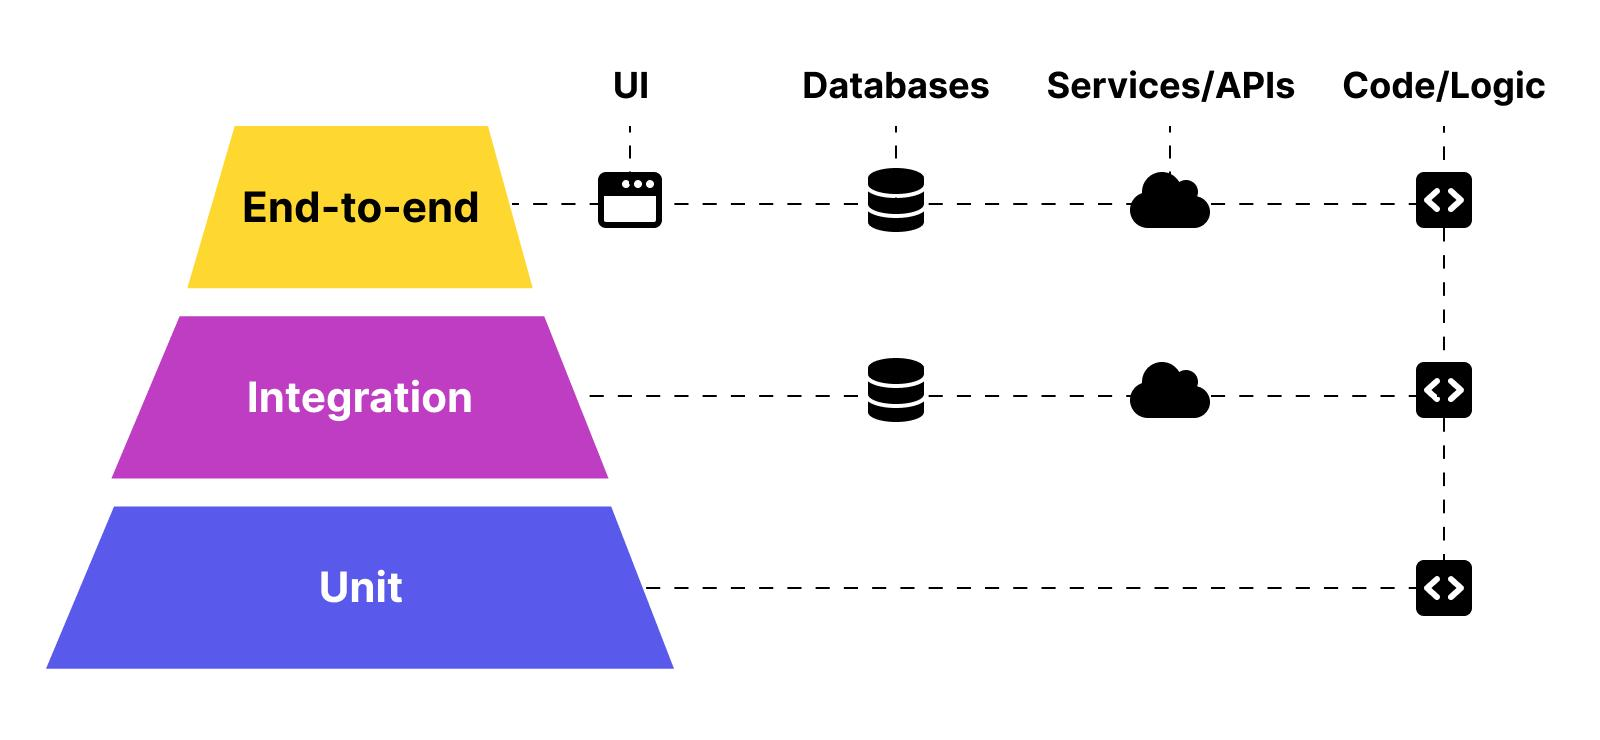 UI
Databases
Services/APIs
Code/Logic
End-to-end
Integration
Unit